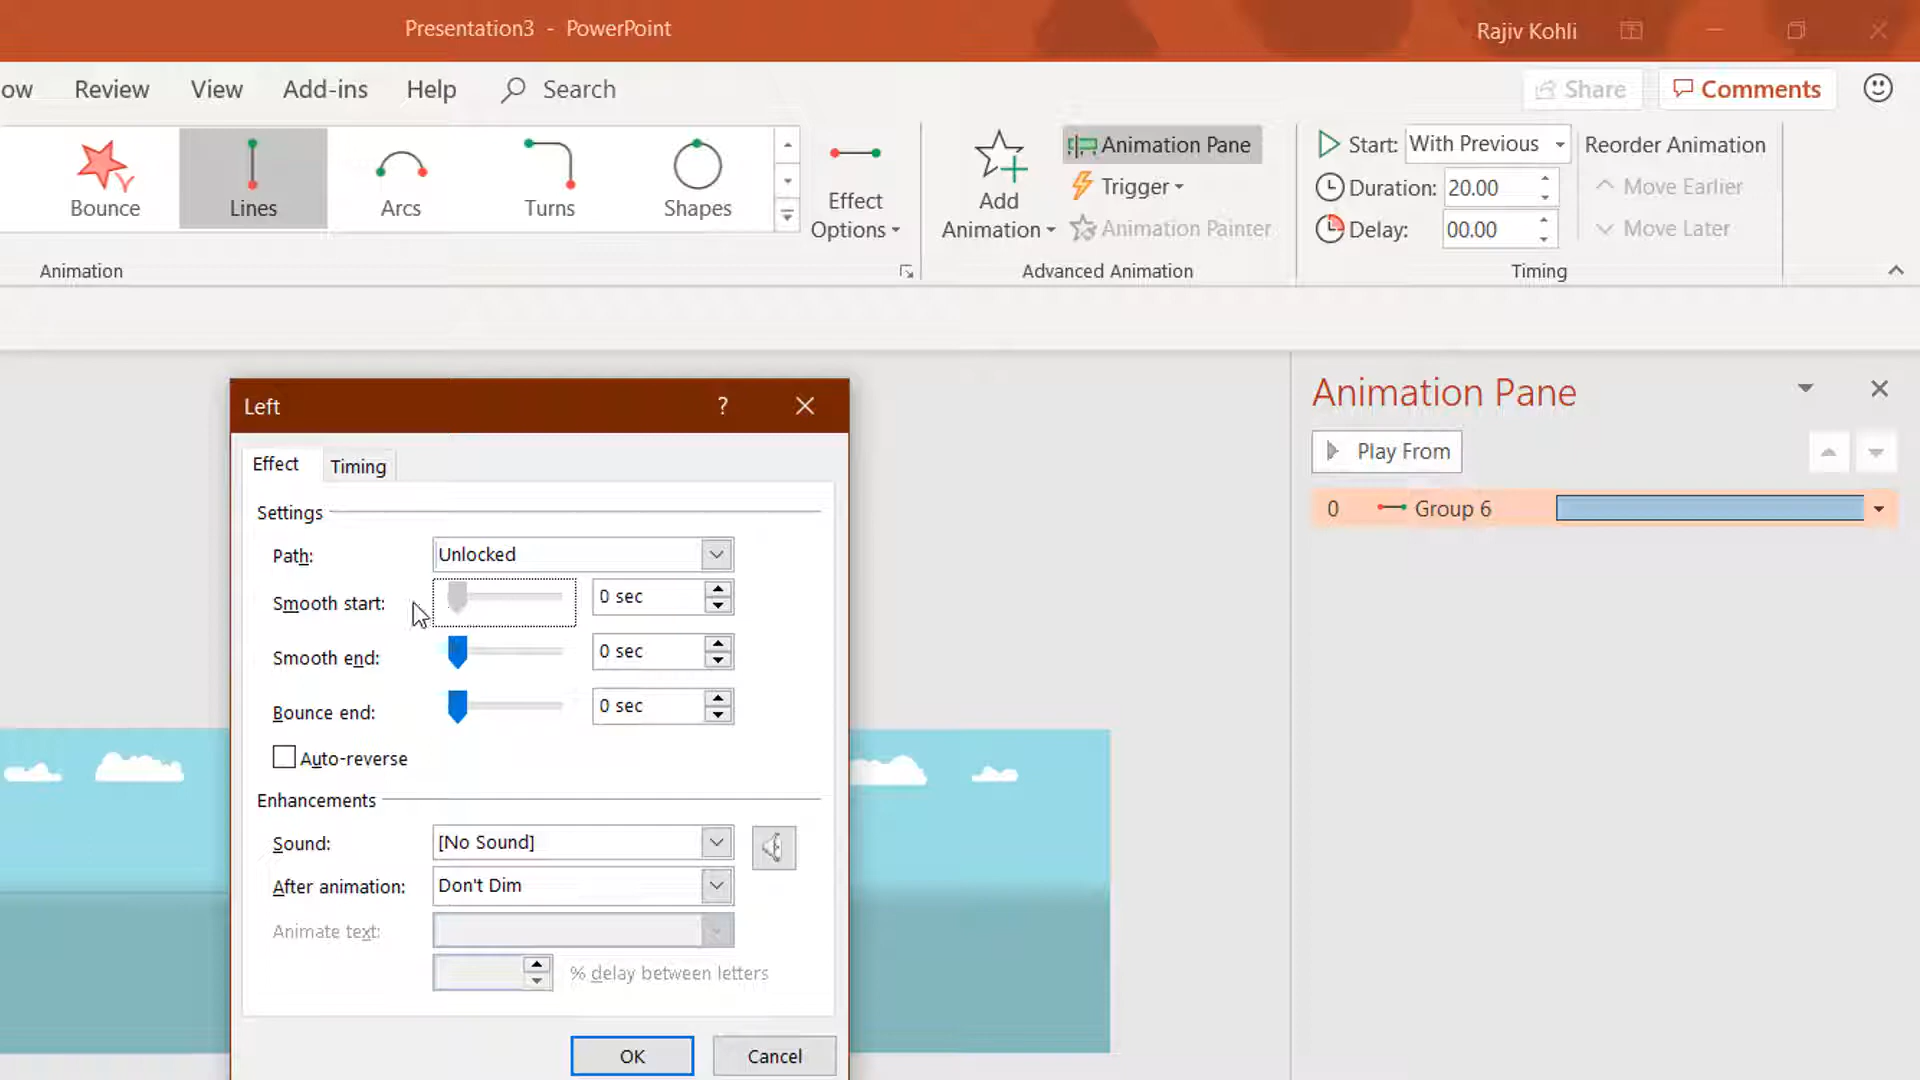 Presentation3 - PowerPoint
Rajiv Kohli
ow Review View Add-ins Help Search
Share Comments
Bounce Lines Arcs Turns Shapes
Effect Options
Add Animation
Animation Pane
Trigger
Animation Painter
Start: With Previous
Duration: 20.00
Delay: 00.00
Reorder Animation
Move Earlier
Move Later
Animation
Advanced Animation
Timing
Left ?
Effect Timing
Settings
Path: Unlocked
Smooth start: 0 sec
Smooth end: 0 sec
Bounce end: 0 sec
Auto-reverse
Enhancements
Sound: [No Sound]
After animation: Don't Dim
Animate text:
% delay between letters
OK Cancel
Animation Pane
Play From
0 Group 6